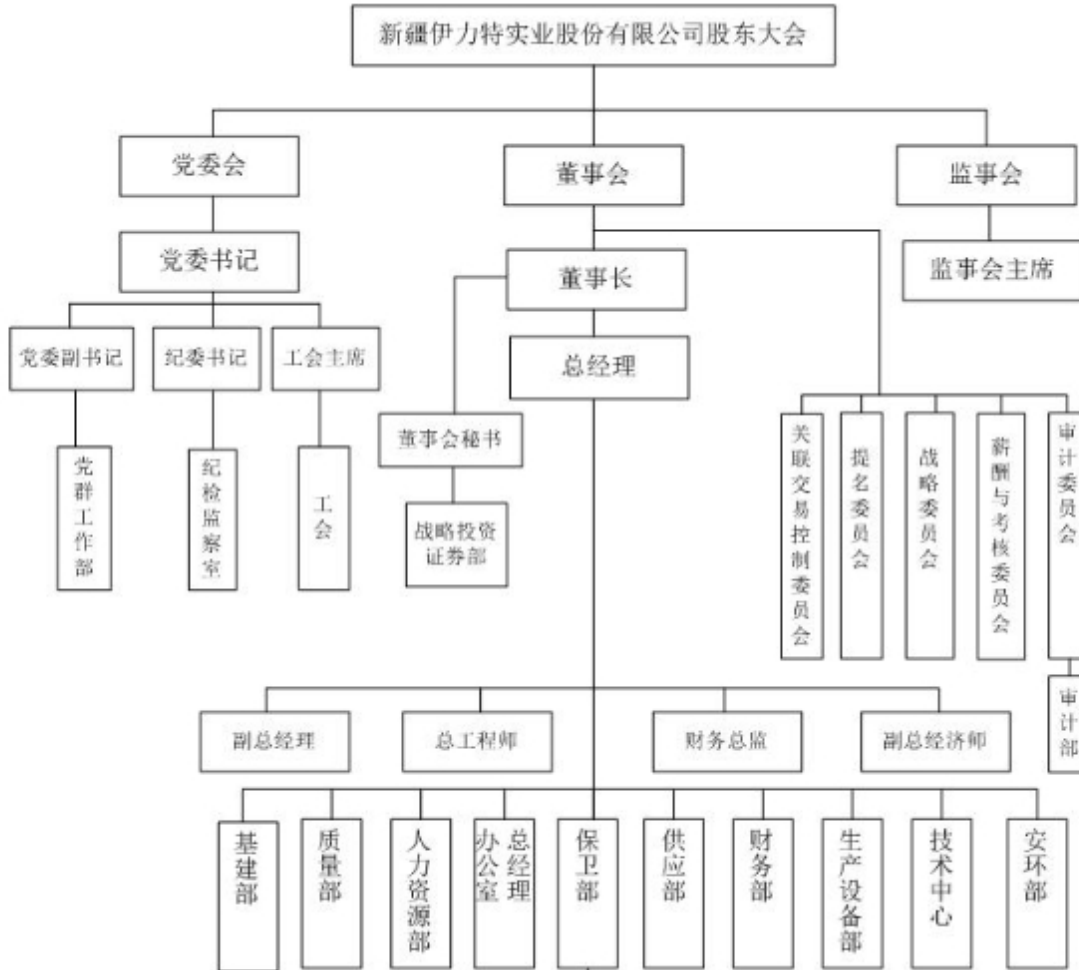 新疆伊力特实业股份有限公司股东大会
党委会
董事会
监事会
党委书记
董事长
监事会主席
党委副书记
纪委书记
工会主席
总经理
董事会秘书
党群工作部
纪检监察室
工会
战略投资
证券部
关联交易控制委员会
提名委员会
战略委员会
薪酬与考核委员会
审计委员会
审计部
副总经理
总工程师
财务总监
副总经济师
基建部
质量部
人力资源部
总经理
办公室
保卫部
供应部
财务部
生产设备部
技术中心
安环部